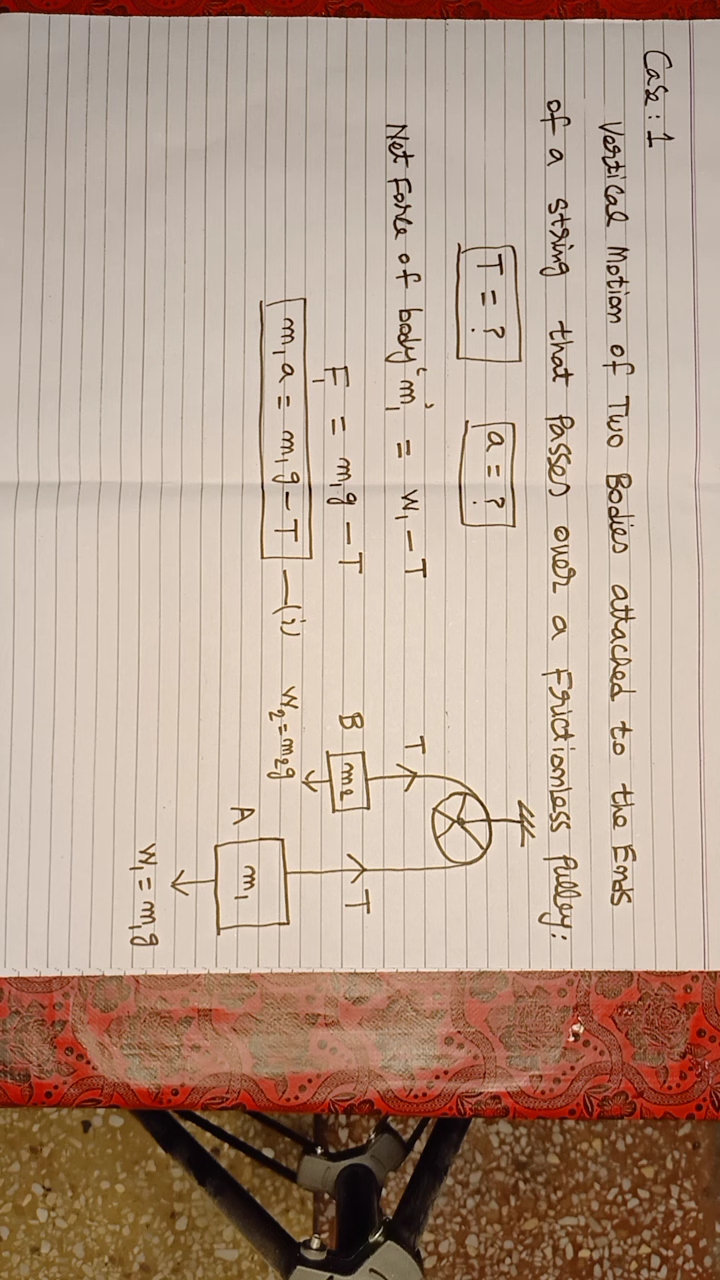 Case : 1
Vertical Motion of Two Bodies attached to the Ends
of a string that Passes over a Frictionless pulley:
T = ?
a = ?
Net Force of body 'm₁' = w₁ - T
F₁ = m₁g - T
m₁a = m₁g - T —(i)
T
T
B
m₂
W₂ = m₂g
A
m₁
W₁ = m₁g